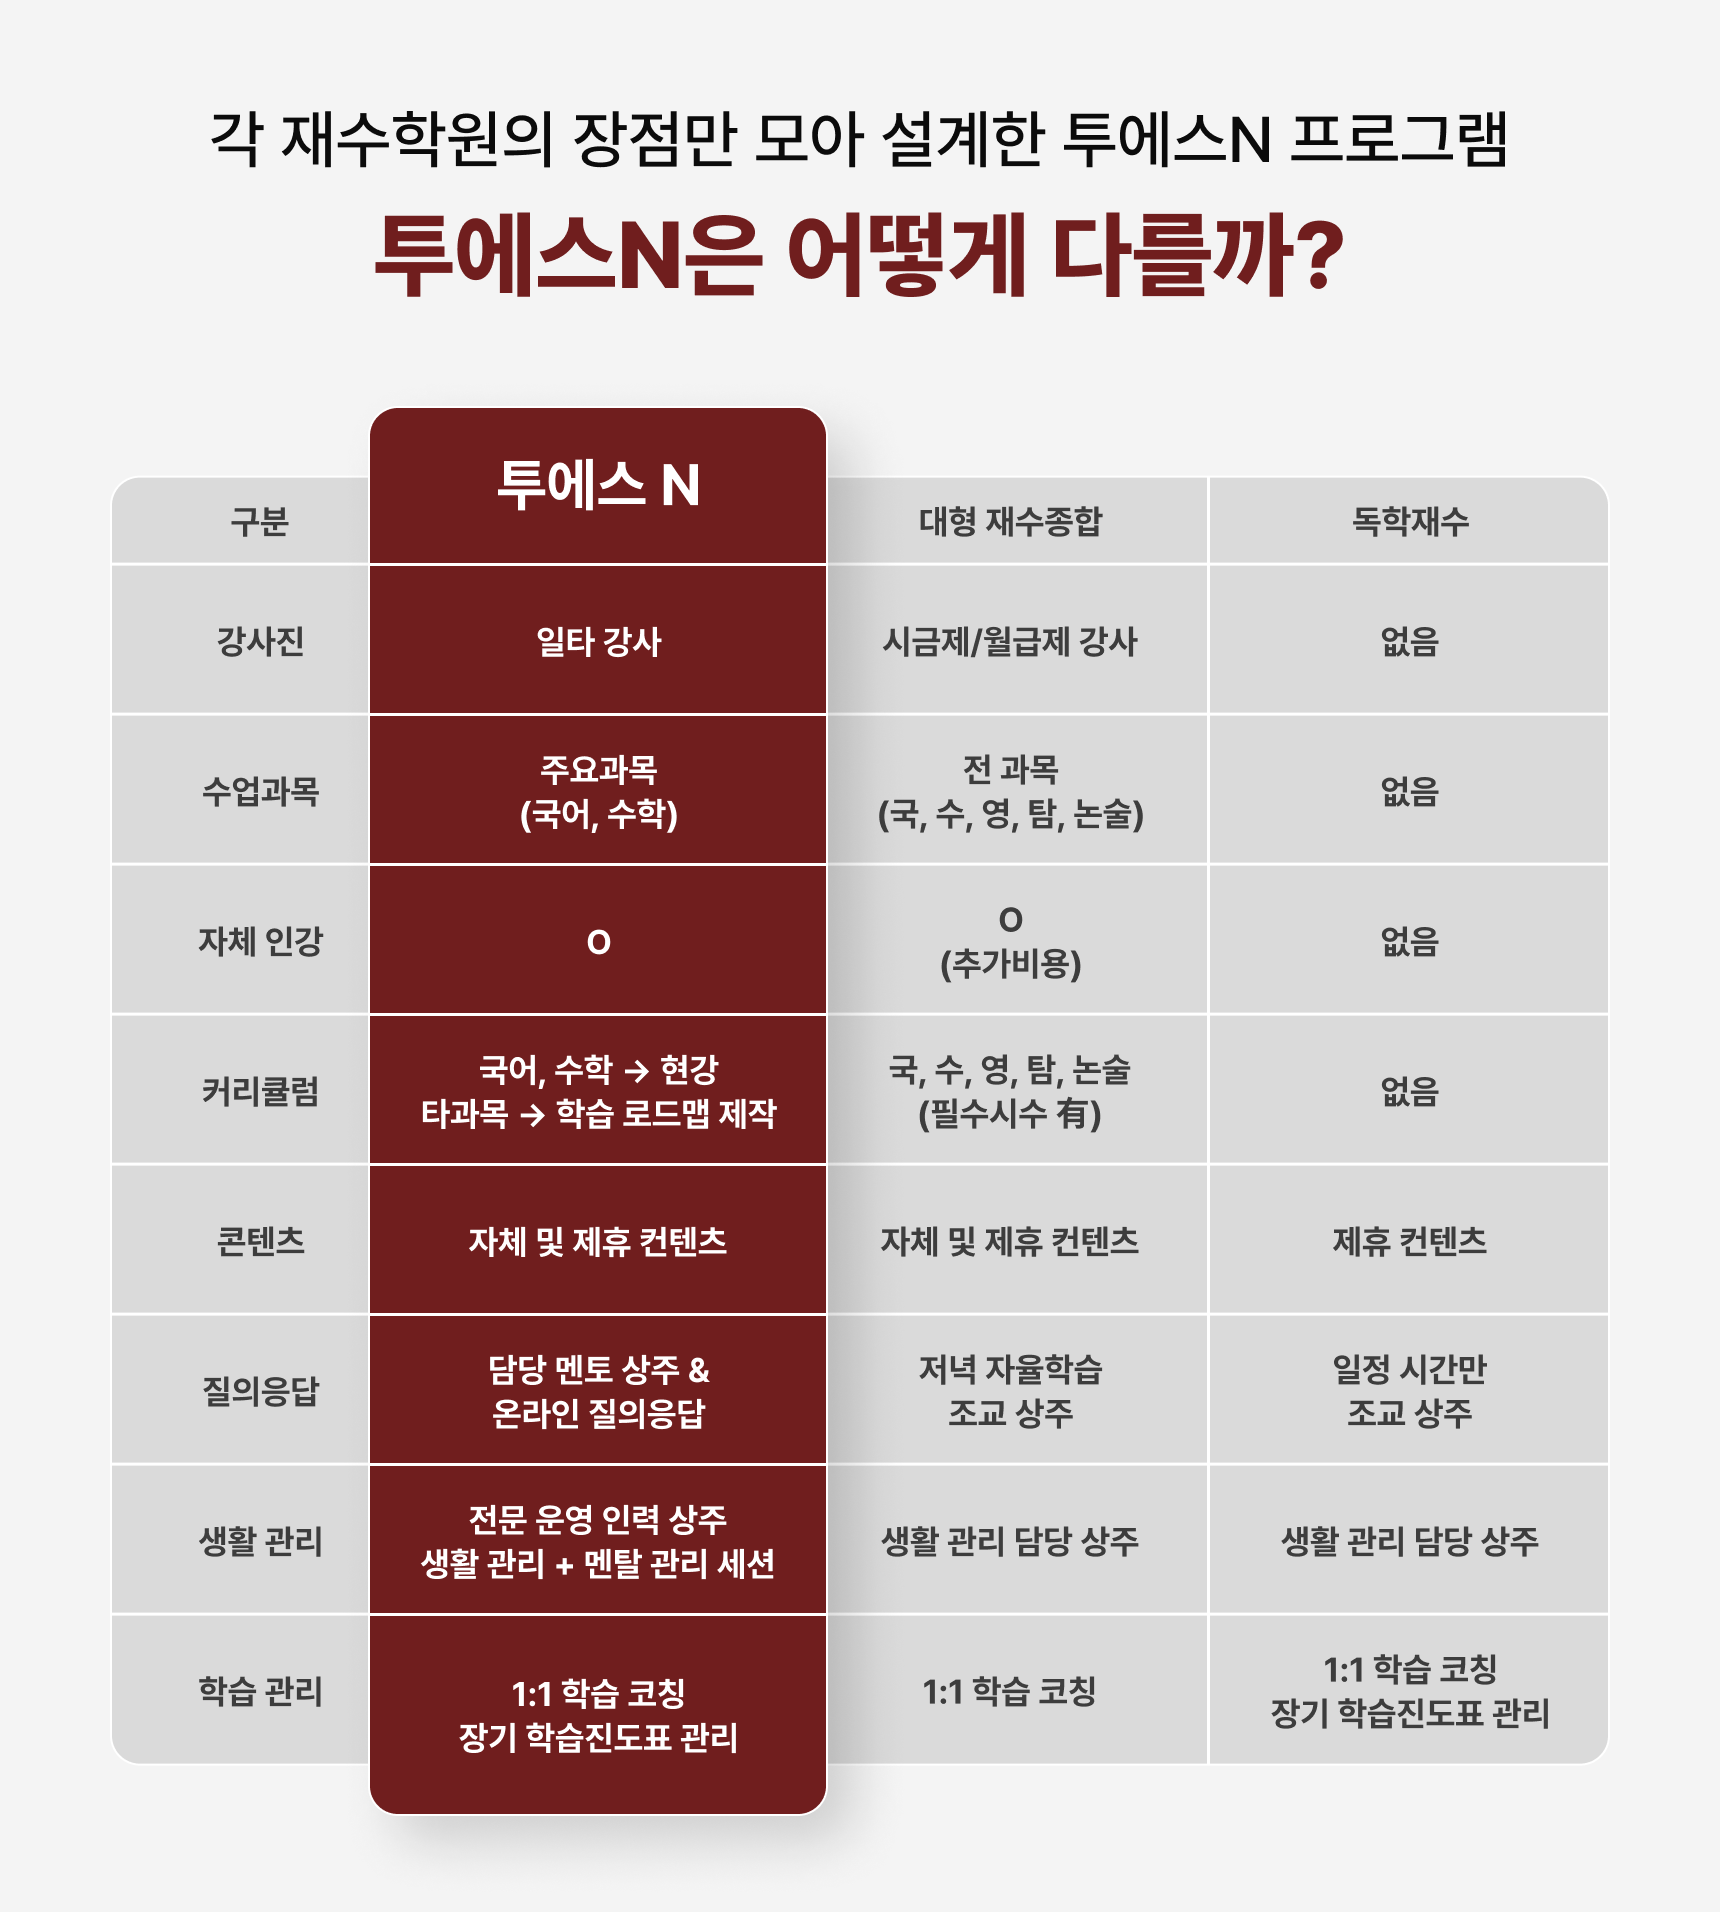 각 재수학원의 장점만 모아 설계한 투에스N 프로그램
투에스N은 어떻게 다를까?
구분
투에스 N
대형 재수종합
독학재수
강사진
일타 강사
시급제/월급제 강사
없음
수업과목
주요과목
(국어, 수학)
전 과목
(국, 수, 영, 탐, 논술)
없음
자체 인강
O
O
(추가비용)
없음
커리큘럼
국어, 수학 → 현강
타과목 → 학습 로드맵 제작
국, 수, 영, 탐, 논술
(필수시수 有)
없음
콘텐츠
자체 및 제휴 컨텐츠
자체 및 제휴 컨텐츠
제휴 컨텐츠
질의응답
담당 멘토 상주 &
온라인 질의응답
저녁 자율학습
조교 상주
일정 시간만
조교 상주
생활 관리
전문 운영 인력 상주
생활 관리 + 멘탈 관리 세션
생활 관리 담당 상주
생활 관리 담당 상주
학습 관리
1:1 학습 코칭
장기 학습진도표 관리
1:1 학습 코칭
1:1 학습 코칭
장기 학습진도표 관리